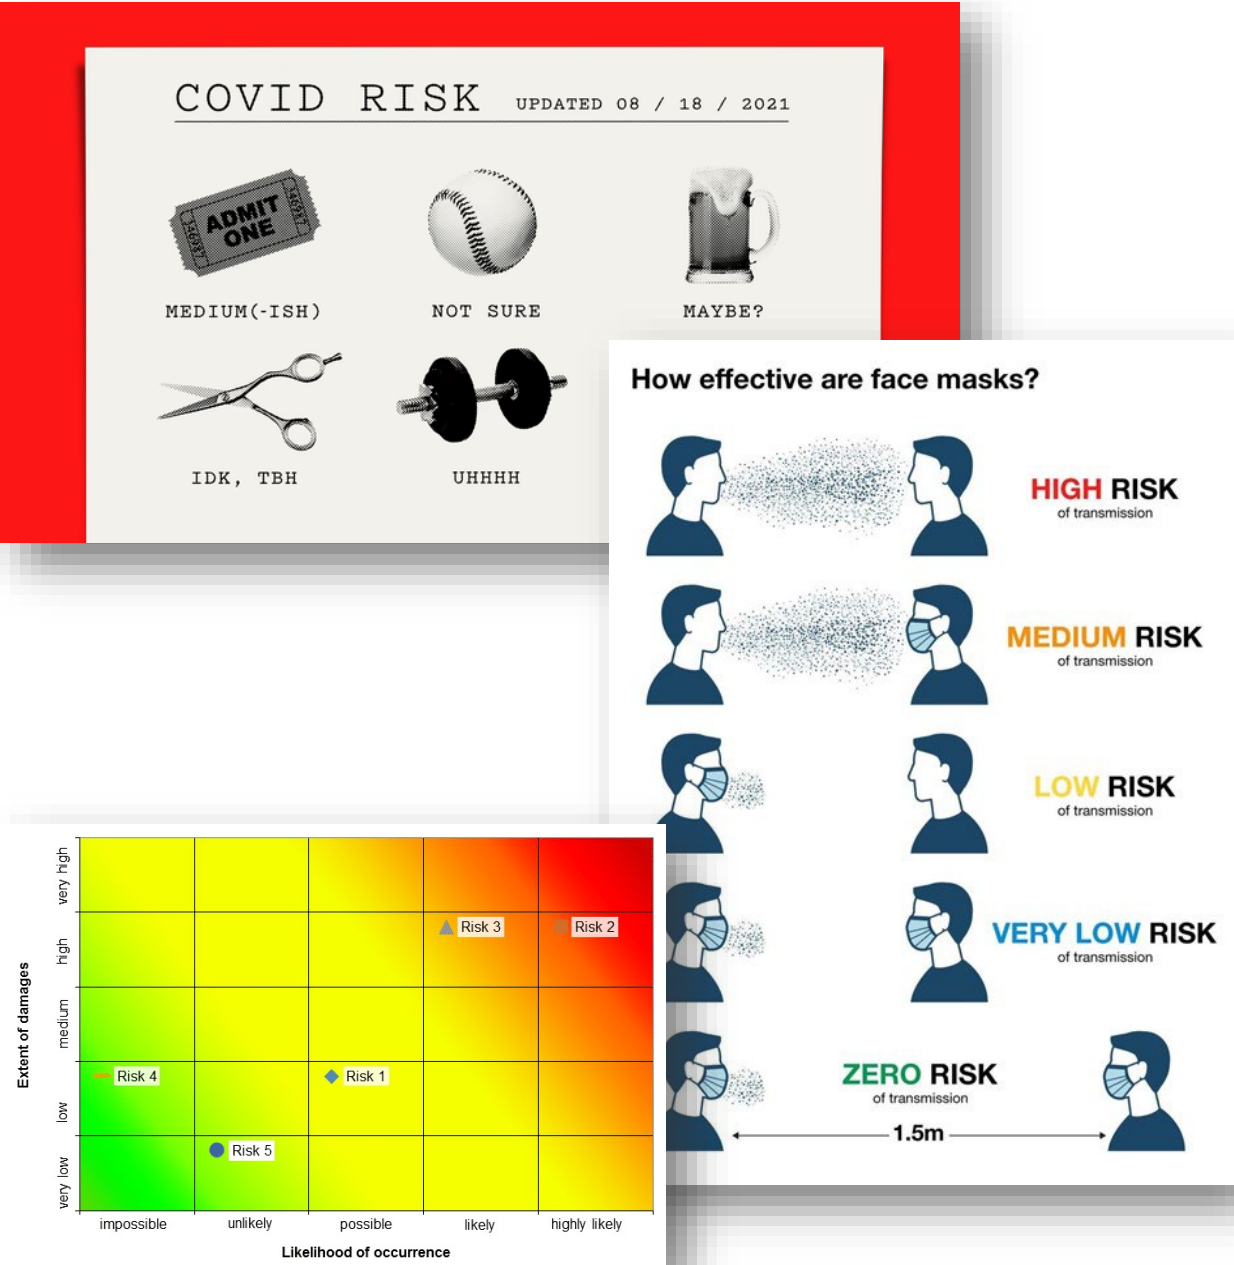 COVID RISK UPDATED 08 / 18 / 2021
ADMIT
ONE
346987
346987
MEDIUM(-ISH)
NOT SURE
MAYBE?
IDK, TBH
UHHHH
How effective are face masks?
HIGH RISK
of transmission
MEDIUM RISK
of transmission
LOW RISK
of transmission
VERY LOW RISK
of transmission
ZERO RISK
of transmission
1.5m
Extent of damages
very high
high
medium
low
very low
Risk 3
Risk 2
Risk 4
Risk 1
Risk 5
impossible
unlikely
possible
likely
highly likely
Likelihood of occurrence